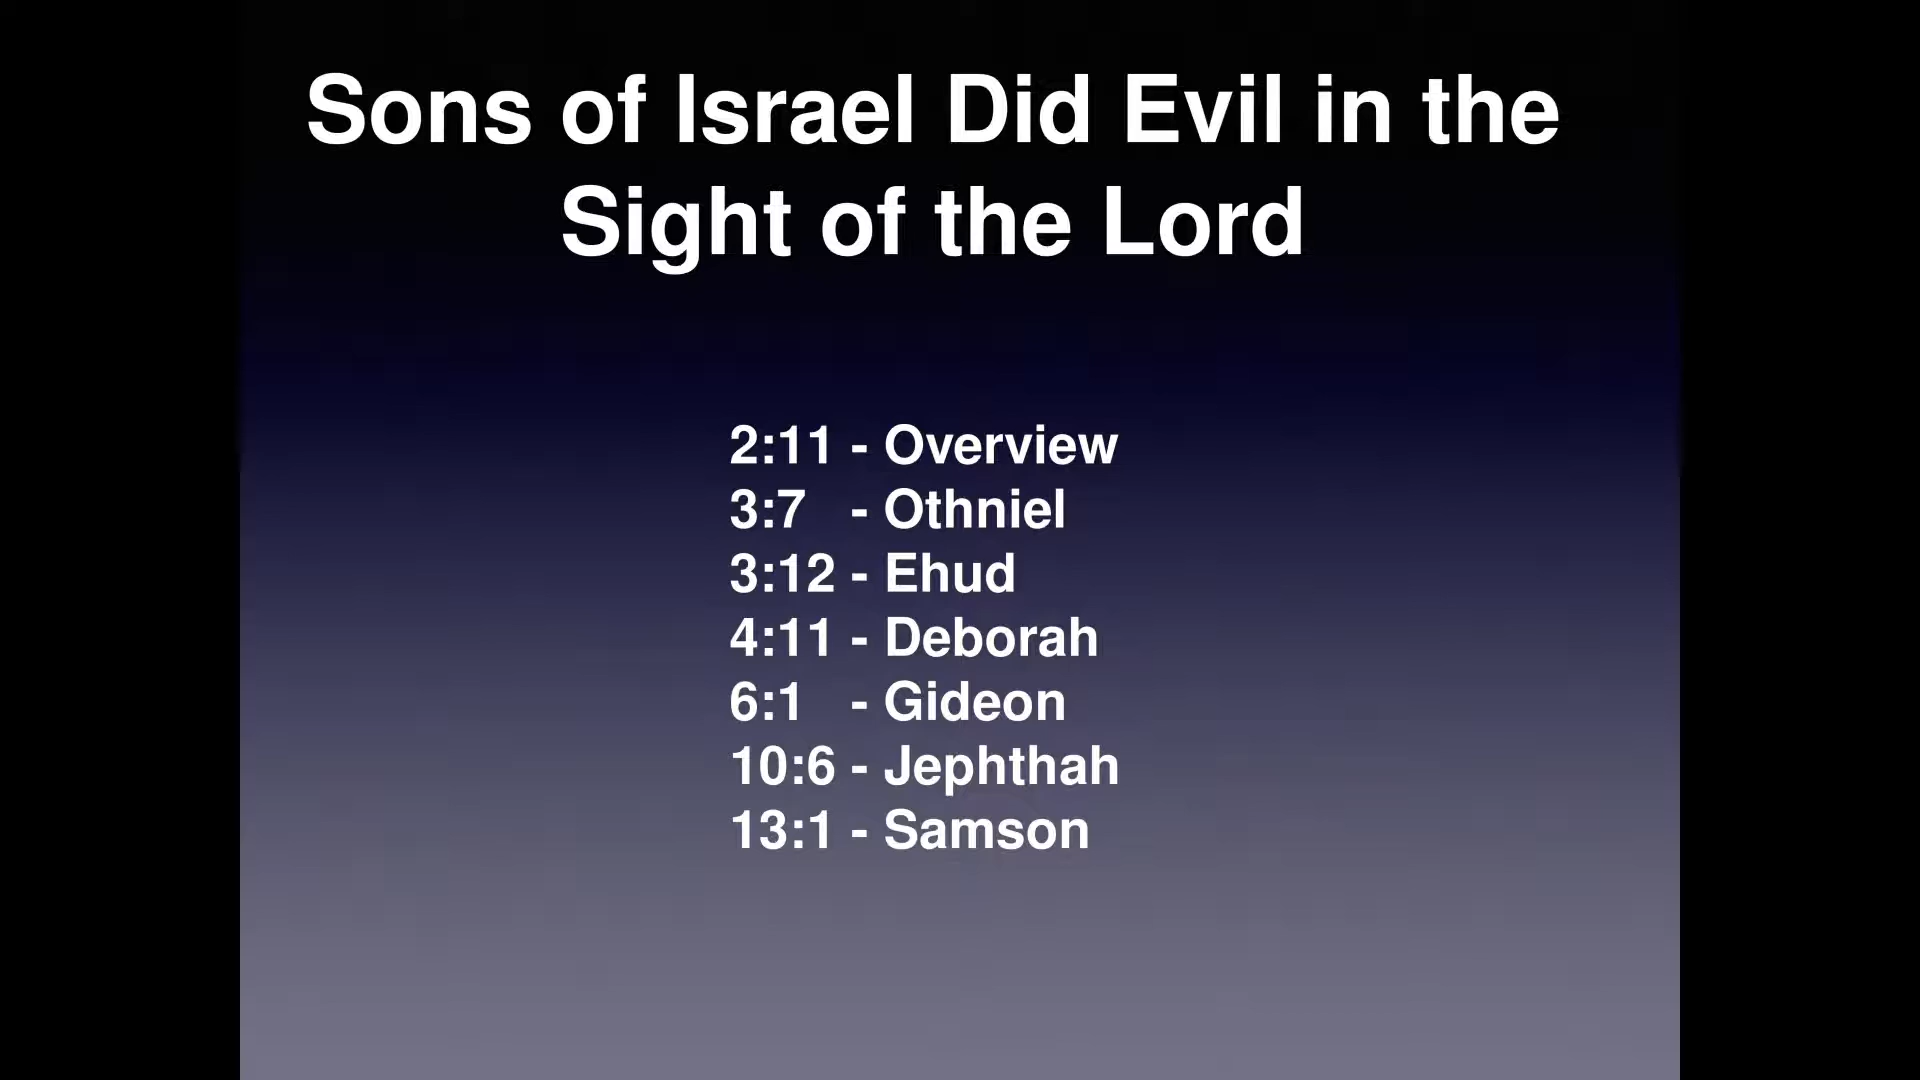 Sons of Israel Did Evil in the
Sight of the Lord
2:11 - Overview
3:7 - Othniel
3:12 - Ehud
4:11 - Deborah
6:1 - Gideon
10:6 - Jephthah
13:1 - Samson